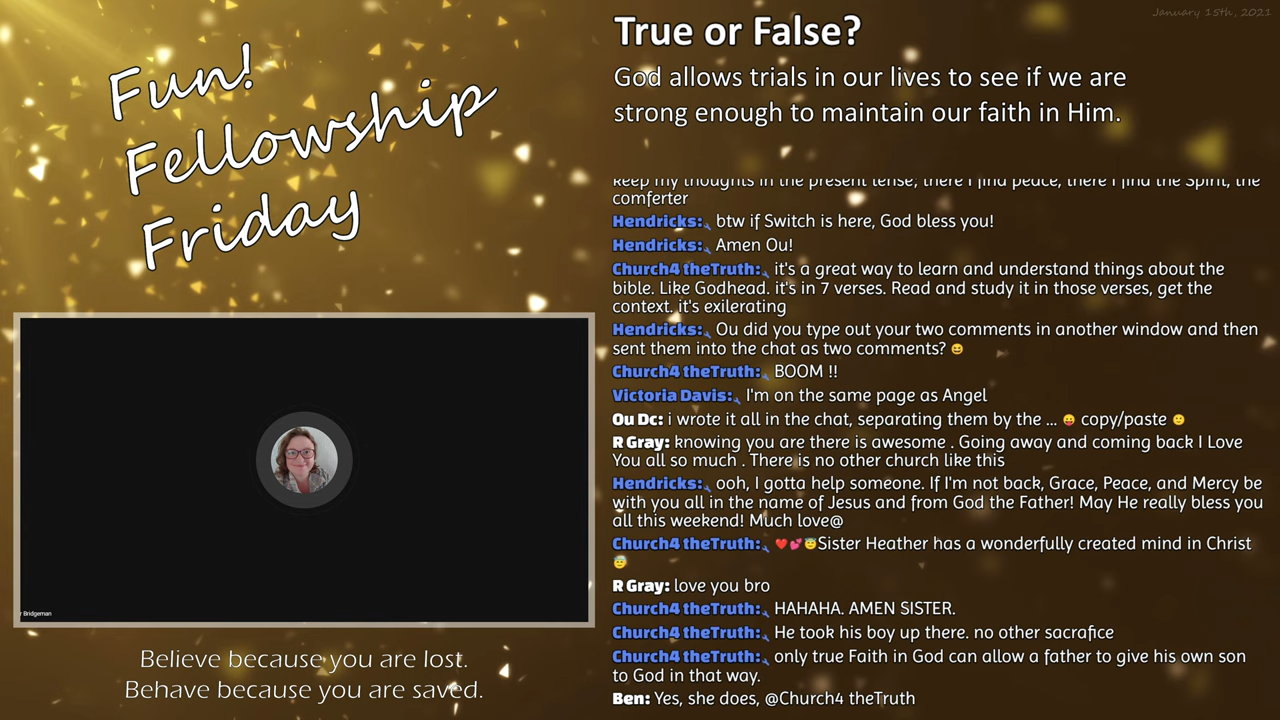 January 15th, 2021
Fun!
Fellowship
Friday
True or False?
God allows trials in our lives to see if we are
strong enough to maintain our faith in Him.
keep my thoughts in the present tense, there I find peace, there I find the Spirit, the
comferter
Hendricks: btw if Switch is here, God bless you!
Hendricks: Amen Ou!
Church4 theTruth: it's a great way to learn and understand things about the
bible. Like Godhead. it's in 7 verses. Read and study it in those verses, get the
context. it's exilerating
Hendricks: Ou did you type out your two comments in another window and then
sent them into the chat as two comments? 😄
Church4 theTruth: BOOM !!
Victoria Davis: I'm on the same page as Angel
Ou Dc: i wrote it all in the chat, separating them by the ... 😛 copy/paste 🙂
R Gray: knowing you are there is awesome . Going away and coming back I Love
You all so much . There is no other church like this
Hendricks: ooh, I gotta help someone. If I'm not back, Grace, Peace, and Mercy be
with you all in the name of Jesus and from God the Father! May He really bless you
all this weekend! Much love@
Church4 theTruth: ❤️💕😇Sister Heather has a wonderfully created mind in Christ
😇
R Gray: love you bro
Church4 theTruth: HAHAHA. AMEN SISTER.
Church4 theTruth: He took his boy up there. no other sacrafice
Church4 theTruth: only true Faith in God can allow a father to give his own son
to God in that way.
Ben: Yes, she does, @Church4 theTruth
r Bridgeman
Believe because you are lost.
Behave because you are saved.